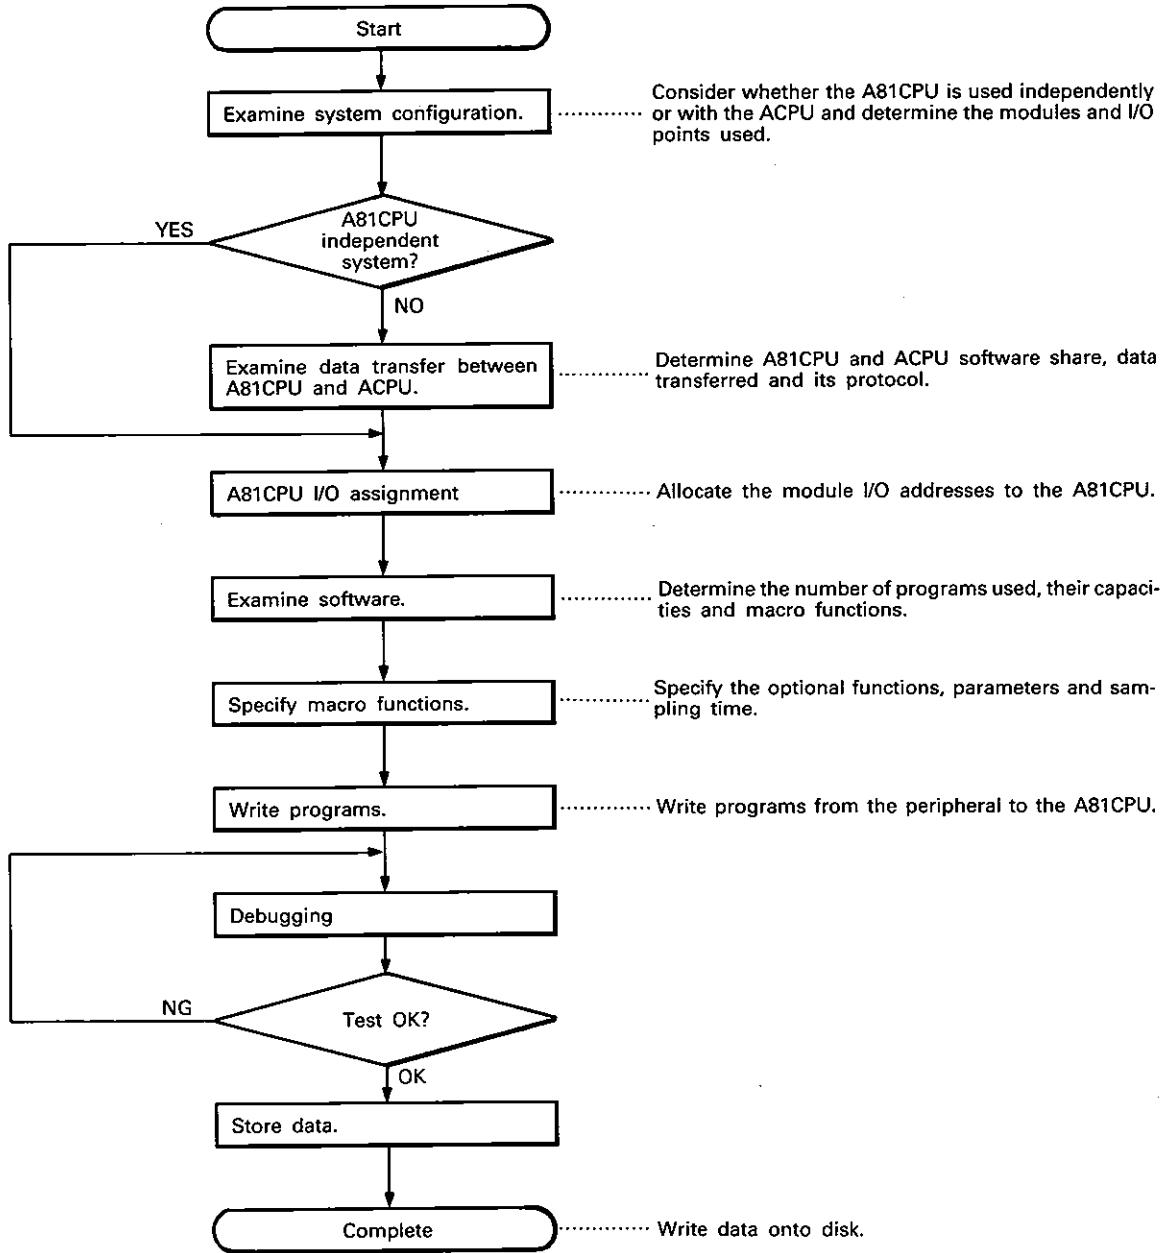 Start
Examine system configuration.
Consider whether the A81CPU is used independently
or with the ACPU and determine the modules and I/O
points used.
YES
A81CPU
independent
system?
NO
Examine data transfer between
A81CPU and ACPU.
Determine A81CPU and ACPU software share, data
transferred and its protocol.
A81CPU I/O assignment
Allocate the module I/O addresses to the A81CPU.
Examine software.
Determine the number of programs used, their capaci-
ties and macro functions.
Specify macro functions.
Specify the optional functions, parameters and sam-
pling time.
Write programs.
Write programs from the peripheral to the A81CPU.
Debugging
NG
Test OK?
OK
Store data.
Complete
Write data onto disk.